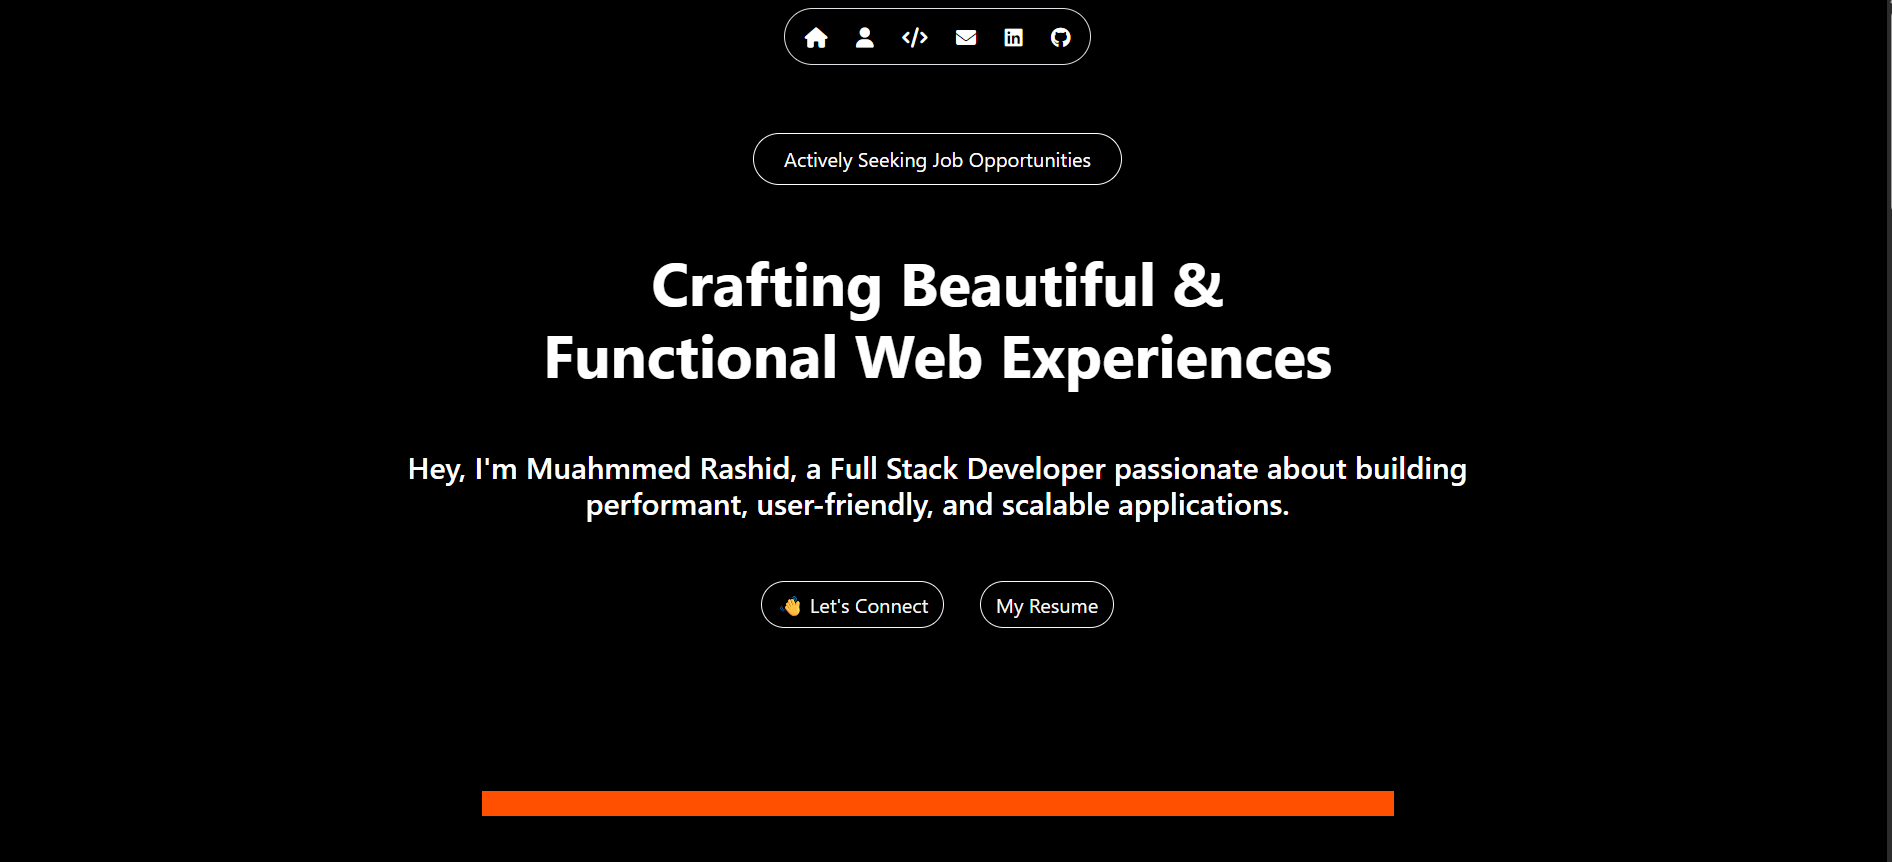 Actively Seeking Job Opportunities
Crafting Beautiful &
Functional Web Experiences
Hey, I'm Muahmmed Rashid, a Full Stack Developer passionate about building
performant, user-friendly, and scalable applications.
👋 Let's Connect
My Resume